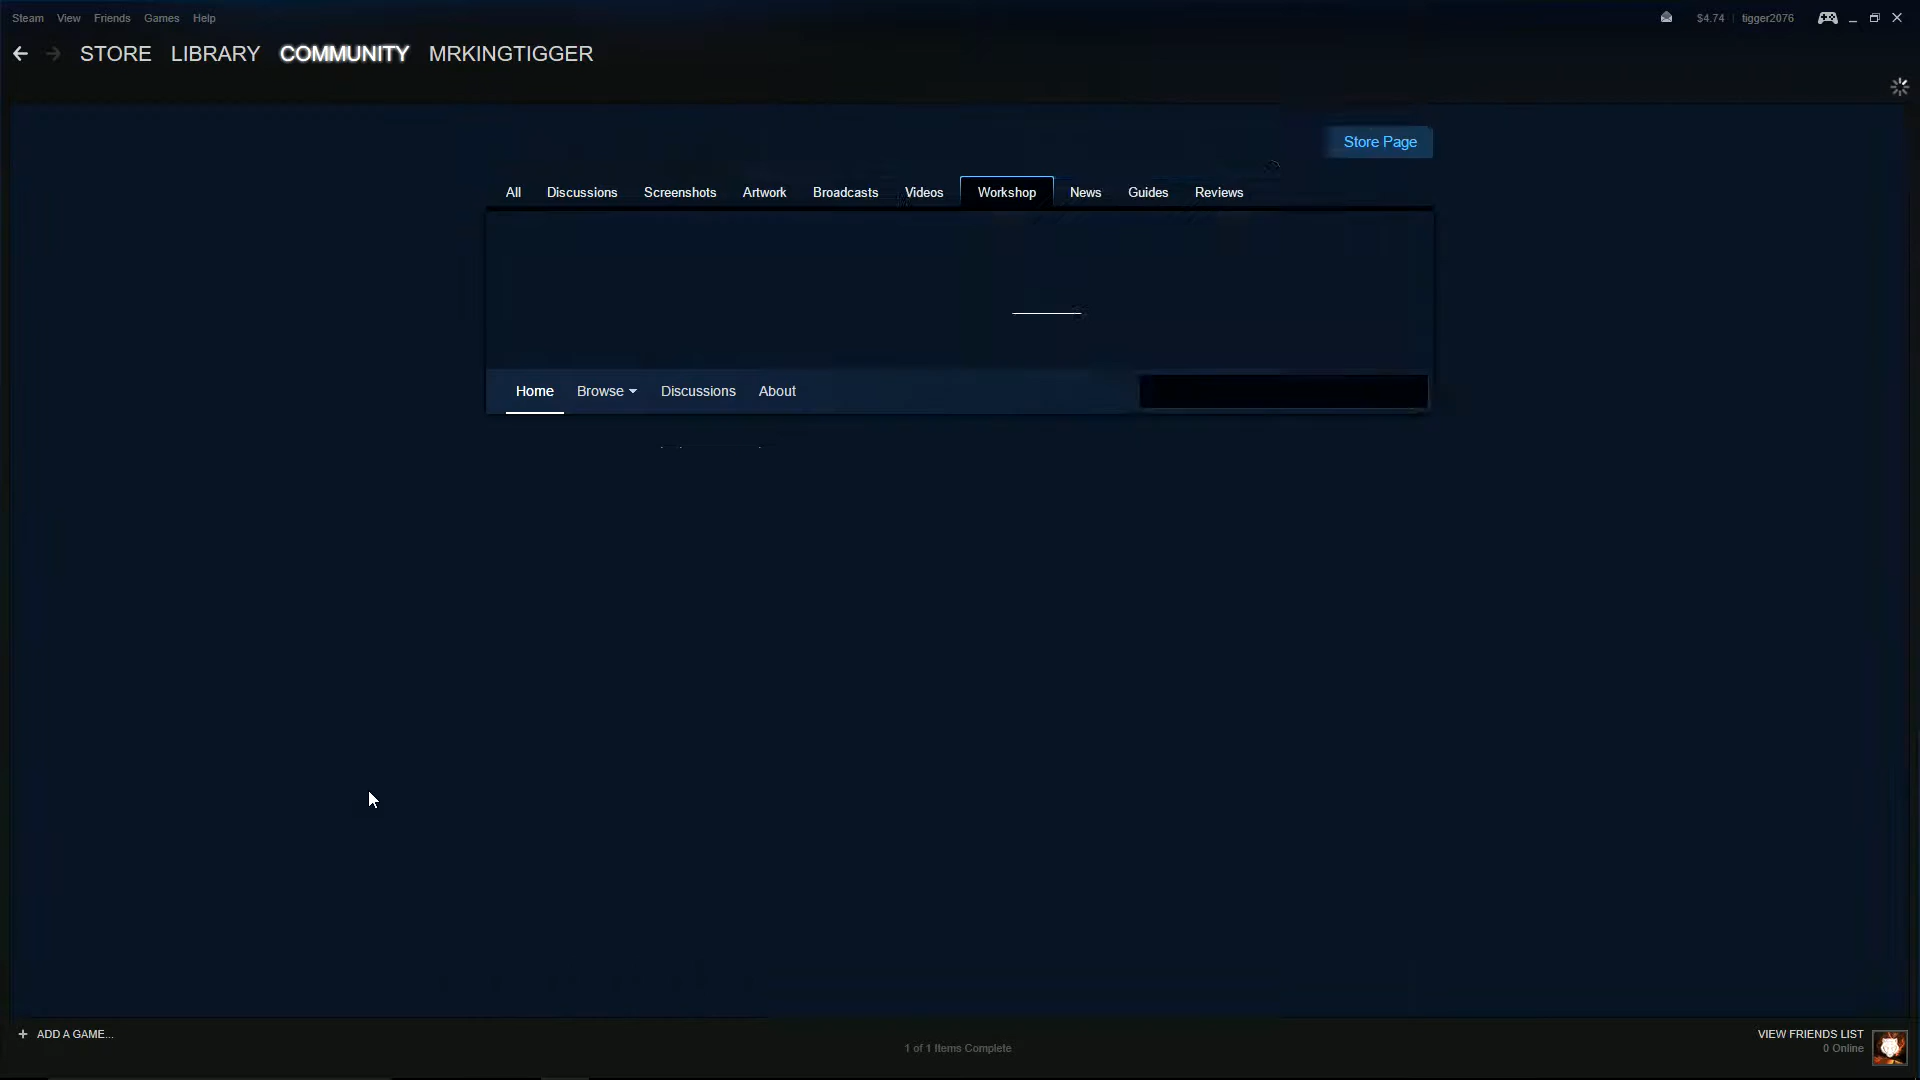 Steam View Friends Games Help
$4.74 tigger2076
STORE LIBRARY COMMUNITY MRKINGTIGGER
Store Page
All Discussions Screenshots Artwork Broadcasts Videos Workshop News Guides Reviews
Home Browse Discussions About
+ ADD A GAME...
1 of 1 Items Complete
VIEW FRIENDS LIST
0 Online